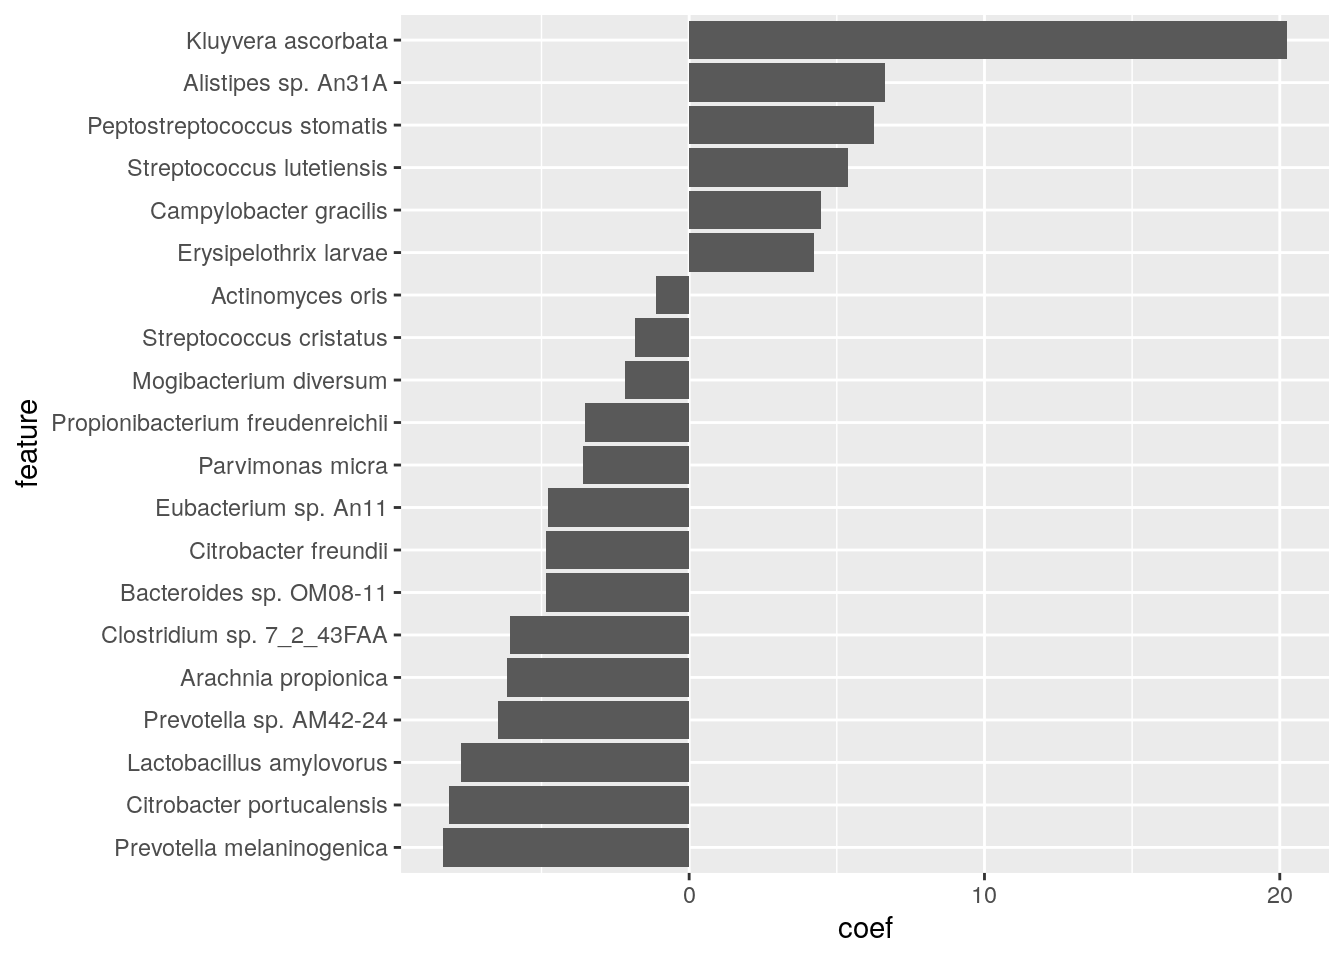 Kluyvera ascorbata
Alistipes sp. An31A
Peptostreptococcus stomatis
Streptococcus lutetiensis
Campylobacter gracilis
Erysipelothrix larvae
Actinomyces oris
Streptococcus cristatus
Mogibacterium diversum
Propionibacterium freudenreichii
Parvimonas micra
Eubacterium sp. An11
Citrobacter freundii
Bacteroides sp. OM08-11
Clostridium sp. 7_2_43FAA
Arachnia propionica
Prevotella sp. AM42-24
Lactobacillus amylovorus
Citrobacter portucalensis
Prevotella melaninogenica
feature
0 10 20
coef